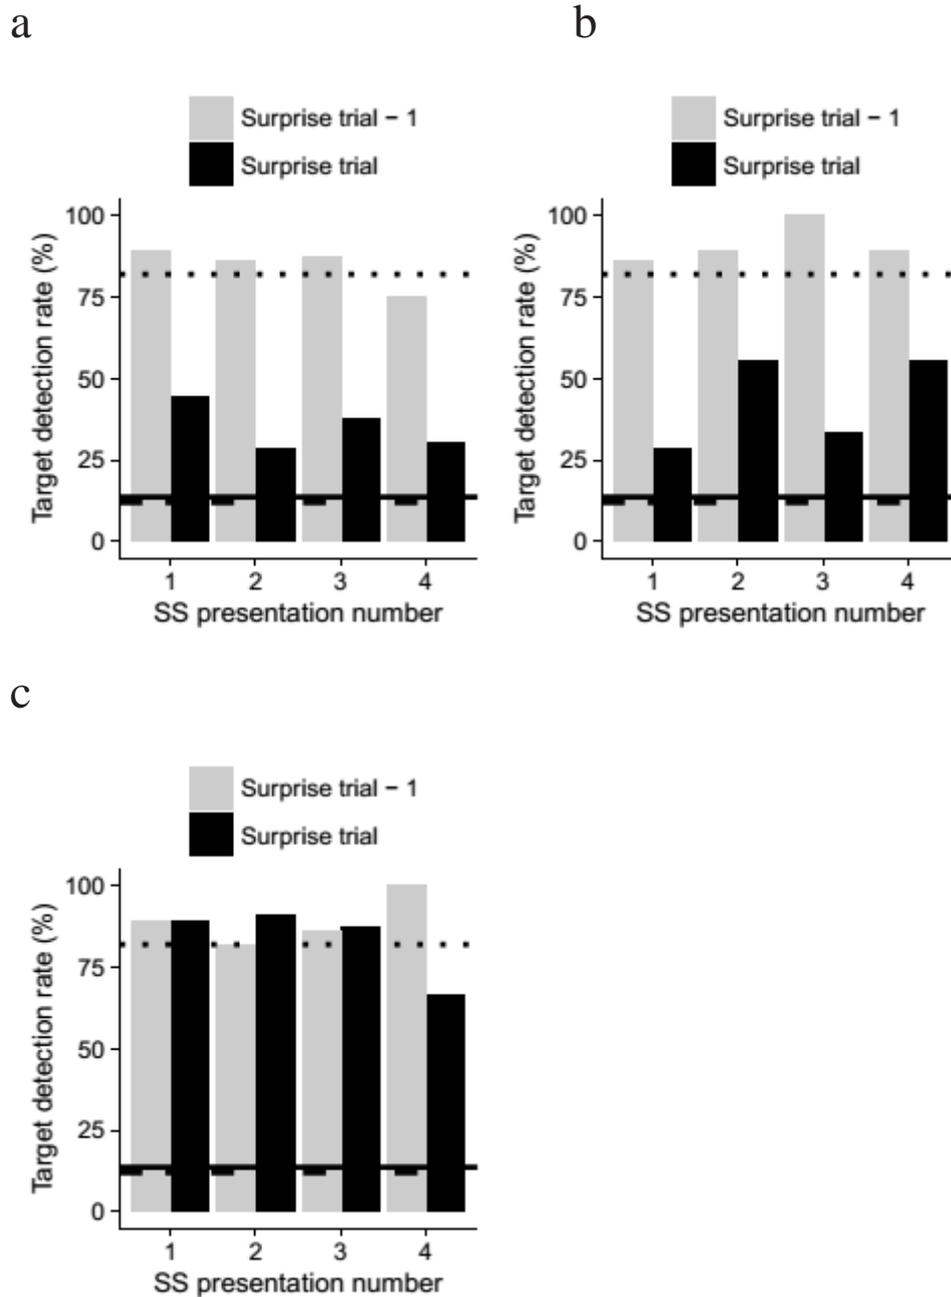 a
Surprise trial − 1
Surprise trial
Target detection rate (%)
100
75
50
25
0
1 2 3 4
SS presentation number
b
Surprise trial − 1
Surprise trial
Target detection rate (%)
100
75
50
25
0
1 2 3 4
SS presentation number
c
Surprise trial − 1
Surprise trial
Target detection rate (%)
100
75
50
25
0
1 2 3 4
SS presentation number